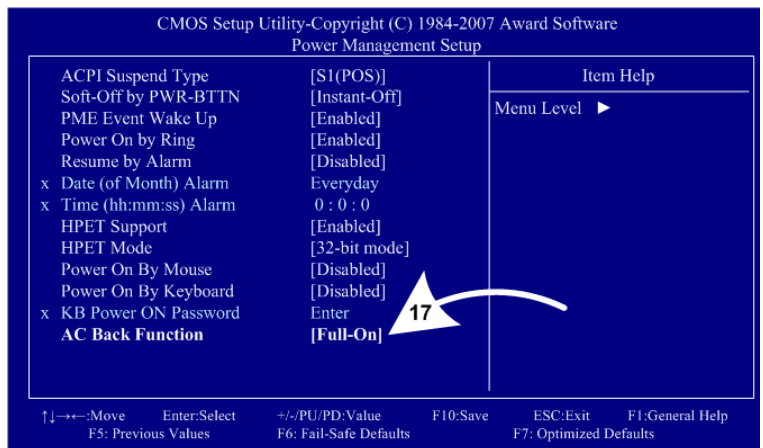 CMOS Setup Utility-Copyright (C) 1984-2007 Award Software
Power Management Setup
ACPI Suspend Type [S1(POS)] Item Help
Soft-Off by PWR-BTTN [Instant-Off]
PME Event Wake Up [Enabled] Menu Level ►
Power On by Ring [Enabled]
Resume by Alarm [Disabled]
x Date (of Month) Alarm Everyday
x Time (hh:mm:ss) Alarm 0 : 0 : 0
HPET Support [Enabled]
HPET Mode [32-bit mode]
Power On By Mouse [Disabled]
Power On By Keyboard [Disabled]
x KB Power ON Password Enter 17
AC Back Function [Full-On]
↑↓→←:Move Enter:Select +/-/PU/PD:Value F10:Save ESC:Exit F1:General Help
F5: Previous Values F6: Fail-Safe Defaults F7: Optimized Defaults